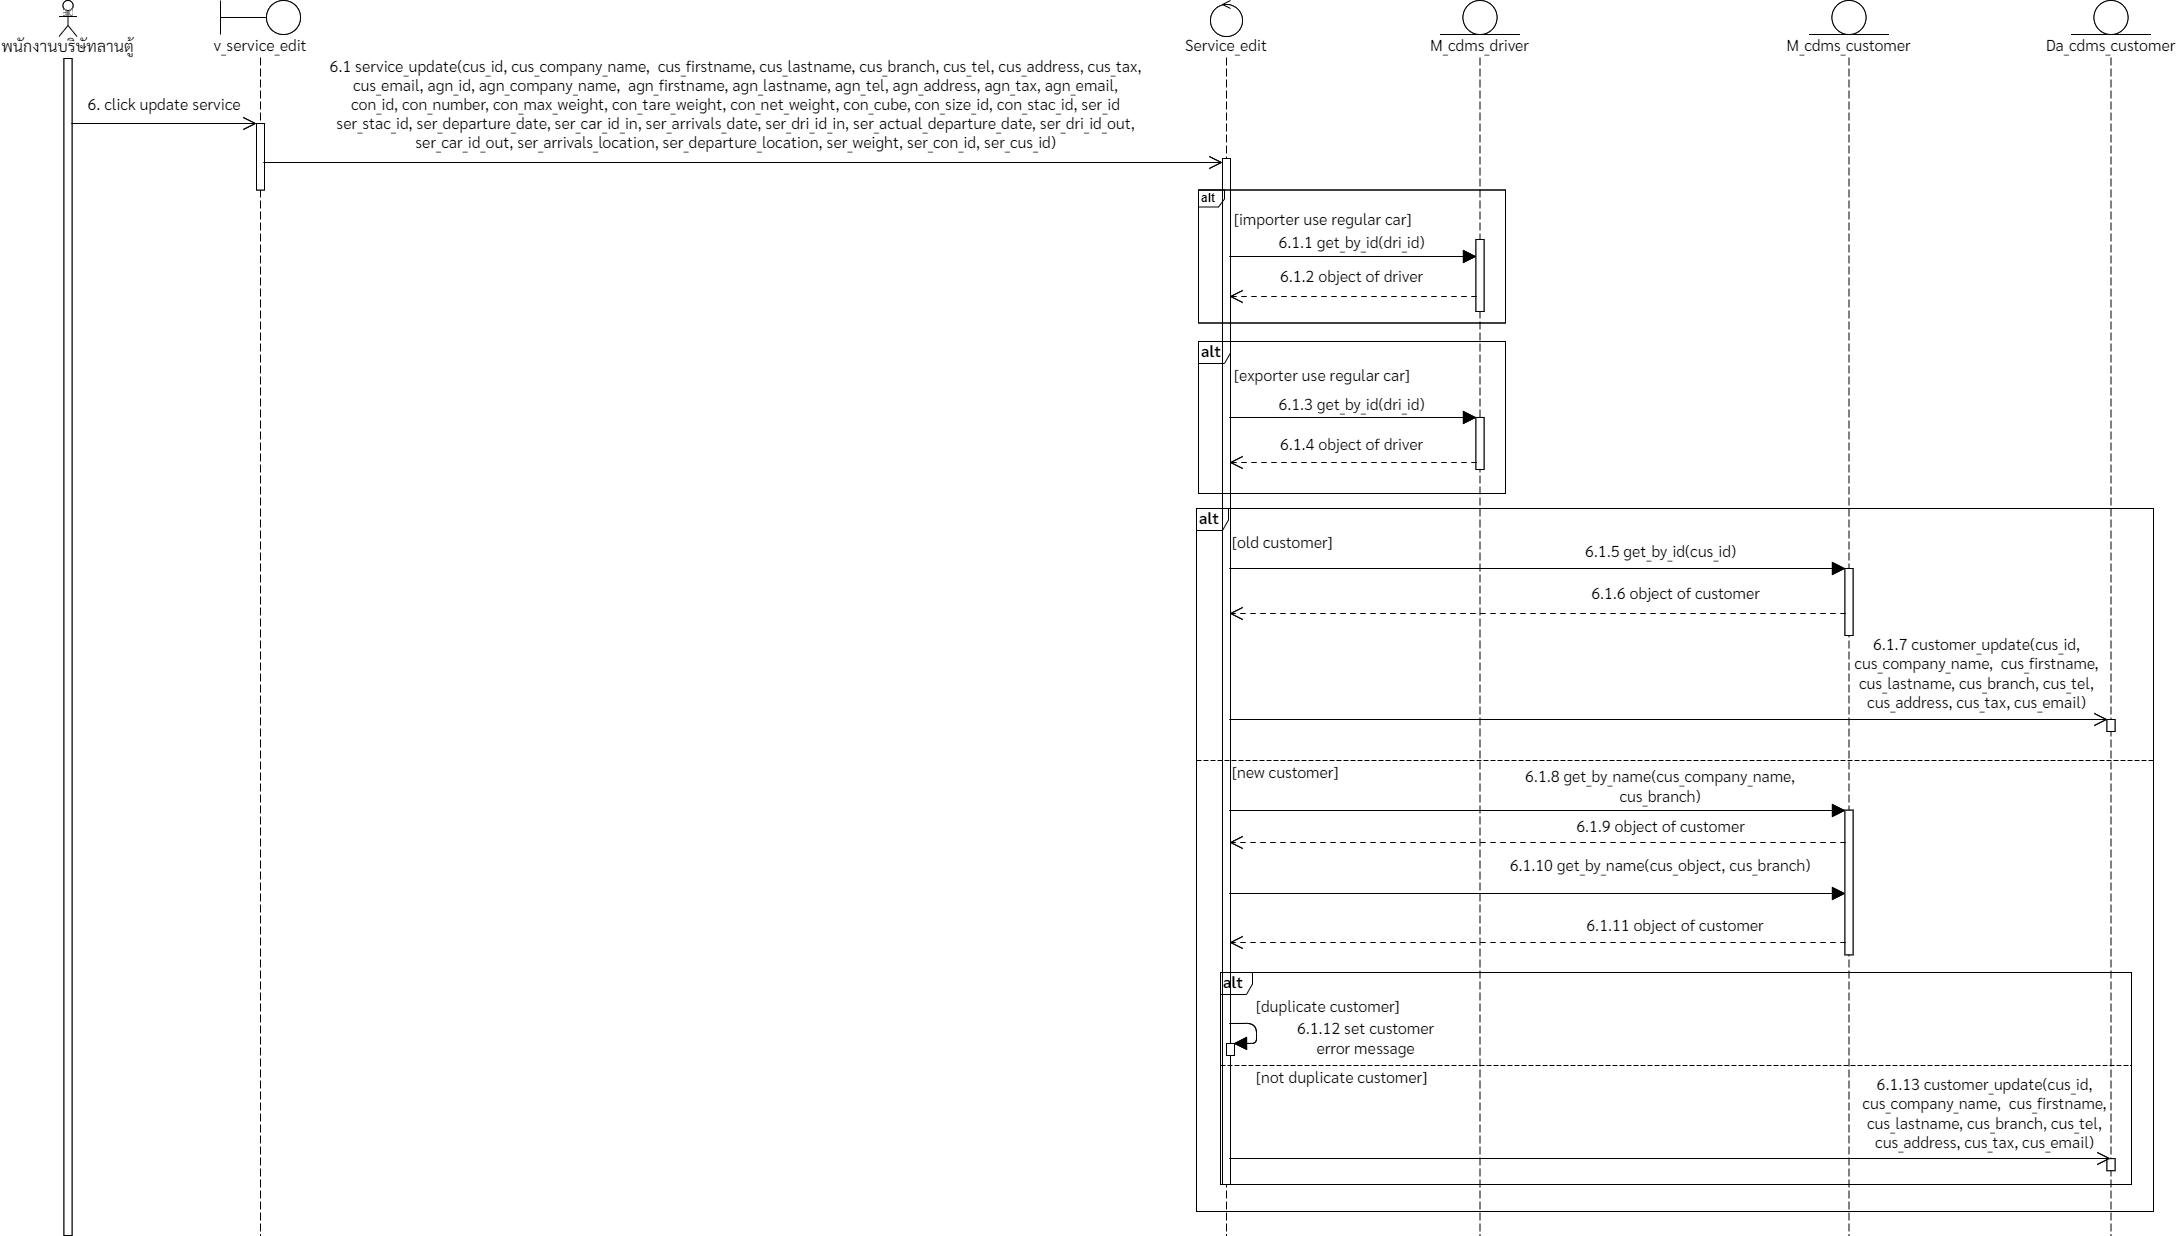 พนักงานบริษัทลานตู้
v_service_edit
Service_edit
M_cdms_driver
M_cdms_customer
Da_cdms_customer
6. click update service
6.1 service_update(cus_id, cus_company_name, cus_firstname, cus_lastname, cus_branch, cus_tel, cus_address, cus_tax,
cus_email, agn_id, agn_company_name, agn_firstname, agn_lastname, agn_tel, agn_address, agn_tax, agn_email,
con_id, con_number, con_max_weight, con_tare_weight, con_net_weight, con_cube, con_size_id, con_stac_id, ser_id
ser_stac_id, ser_departure_date, ser_car_id_in, ser_arrivals_date, ser_dri_id_in, ser_actual_departure_date, ser_dri_id_out,
ser_car_id_out, ser_arrivals_location, ser_departure_location, ser_weight, ser_con_id, ser_cus_id)
alt
[importer use regular car]
6.1.1 get_by_id(dri_id)
6.1.2 object of driver
alt
[exporter use regular car]
6.1.3 get_by_id(dri_id)
6.1.4 object of driver
alt
[old customer]
6.1.5 get_by_id(cus_id)
6.1.6 object of customer
6.1.7 customer_update(cus_id,
cus_company_name, cus_firstname,
cus_lastname, cus_branch, cus_tel,
cus_address, cus_tax, cus_email)
[new customer]
6.1.8 get_by_name(cus_company_name,
cus_branch)
6.1.9 object of customer
6.1.10 get_by_name(cus_object, cus_branch)
6.1.11 object of customer
alt
[duplicate customer]
6.1.12 set customer
error message
[not duplicate customer]
6.1.13 customer_update(cus_id,
cus_company_name, cus_firstname,
cus_lastname, cus_branch, cus_tel,
cus_address, cus_tax, cus_email)